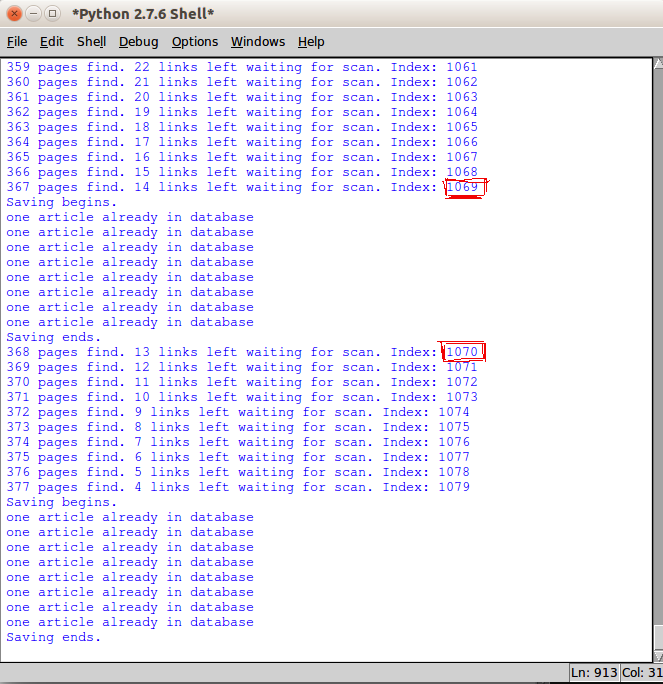 *Python 2.7.6 Shell*
File Edit Shell Debug Options Windows Help
359 pages find. 22 links left waiting for scan. Index: 1061
360 pages find. 21 links left waiting for scan. Index: 1062
361 pages find. 20 links left waiting for scan. Index: 1063
362 pages find. 19 links left waiting for scan. Index: 1064
363 pages find. 18 links left waiting for scan. Index: 1065
364 pages find. 17 links left waiting for scan. Index: 1066
365 pages find. 16 links left waiting for scan. Index: 1067
366 pages find. 15 links left waiting for scan. Index: 1068
367 pages find. 14 links left waiting for scan. Index: 1069
Saving begins.
one article already in database
one article already in database
one article already in database
one article already in database
one article already in database
one article already in database
one article already in database
one article already in database
Saving ends.
368 pages find. 13 links left waiting for scan. Index: 1070
369 pages find. 12 links left waiting for scan. Index: 1071
370 pages find. 11 links left waiting for scan. Index: 1072
371 pages find. 10 links left waiting for scan. Index: 1073
372 pages find. 9 links left waiting for scan. Index: 1074
373 pages find. 8 links left waiting for scan. Index: 1075
374 pages find. 7 links left waiting for scan. Index: 1076
375 pages find. 6 links left waiting for scan. Index: 1077
376 pages find. 5 links left waiting for scan. Index: 1078
377 pages find. 4 links left waiting for scan. Index: 1079
Saving begins.
one article already in database
one article already in database
one article already in database
one article already in database
one article already in database
one article already in database
one article already in database
one article already in database
Saving ends.
Ln: 913 Col: 31